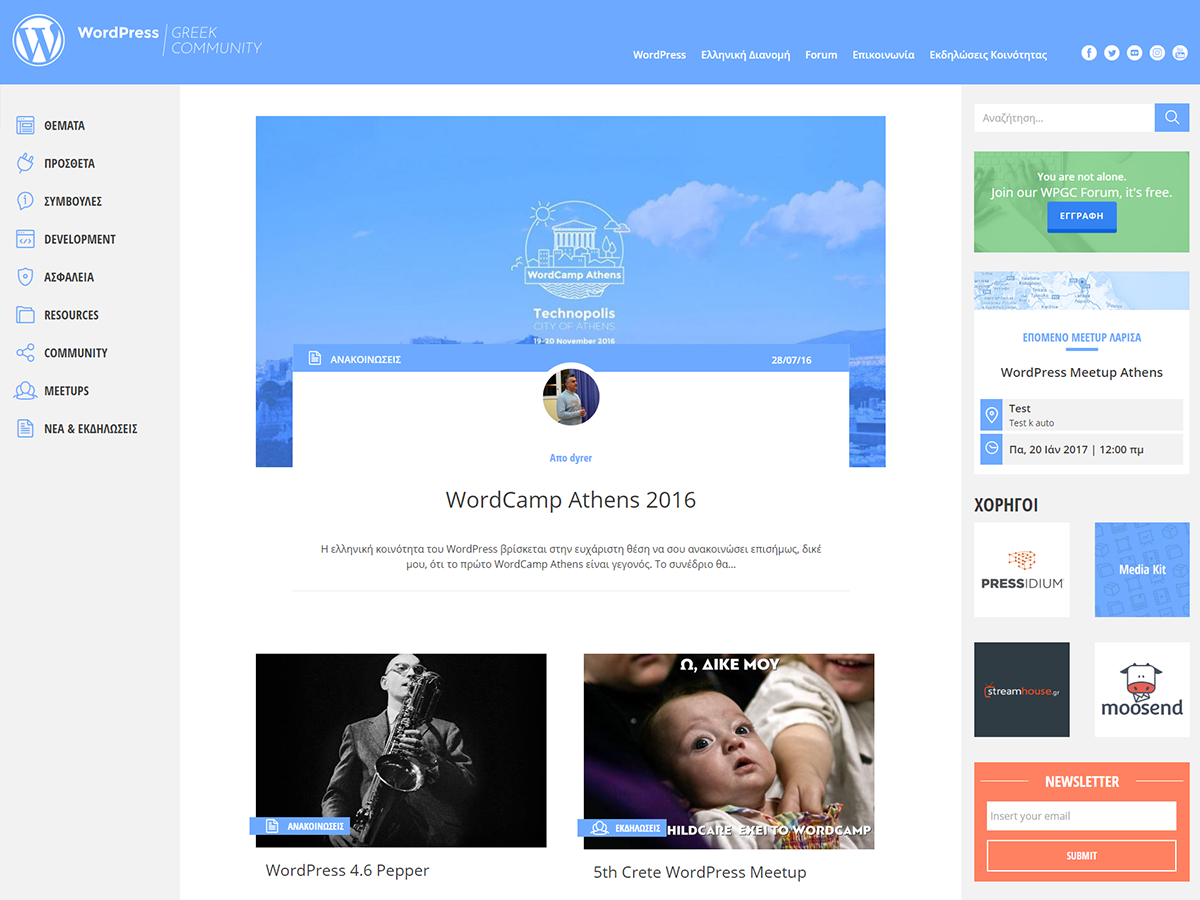 WordPress
GREEK
COMMUNITY
WordPress
Ελληνική Διανομή
Forum
Επικοινωνία
Εκδηλώσεις Κοινότητας
ΘΕΜΑΤΑ
ΠΡΟΣΘΕΤΑ
ΣΥΜΒΟΥΛΕΣ
DEVELOPMENT
ΑΣΦΑΛΕΙΑ
RESOURCES
COMMUNITY
MEETUPS
ΝΕΑ & ΕΚΔΗΛΩΣΕΙΣ
WordCamp Athens
Technopolis
CITY OF ATHENS
19-20 November 2016
ΑΝΑΚΟΙΝΩΣΕΙΣ
28/07/16
Απο dyrer
WordCamp Athens 2016
Η ελληνική κοινότητα του WordPress βρίσκεται στην ευχάριστη θέση να σου ανακοινώσει επισήμως, δικέ
μου, ότι το πρώτο WordCamp Athens είναι γεγονός. Το συνέδριο θα...
ΑΝΑΚΟΙΝΩΣΕΙΣ
WordPress 4.6 Pepper
Ω, ΔΙΚΕ ΜΟΥ
ΕΚΔΗΛΩΣΕΙΣ
HILDCARE ΕΧΕΙ ΤΟ WORDCAMP
5th Crete WordPress Meetup
Αναζήτηση...
You are not alone.
Join our WPGC Forum, it's free.
ΕΓΓΡΑΦΗ
ΕΠΟΜΕΝΟ MEETUP ΛΑΡΙΣΑ
WordPress Meetup Athens
Test
Test k auto
Πα, 20 Ιάν 2017 | 12:00 πμ
ΧΟΡΗΓΟΙ
PRESSIDIUM
Media Kit
streamhouse.gr
moosend
NEWSLETTER
Insert your email
SUBMIT